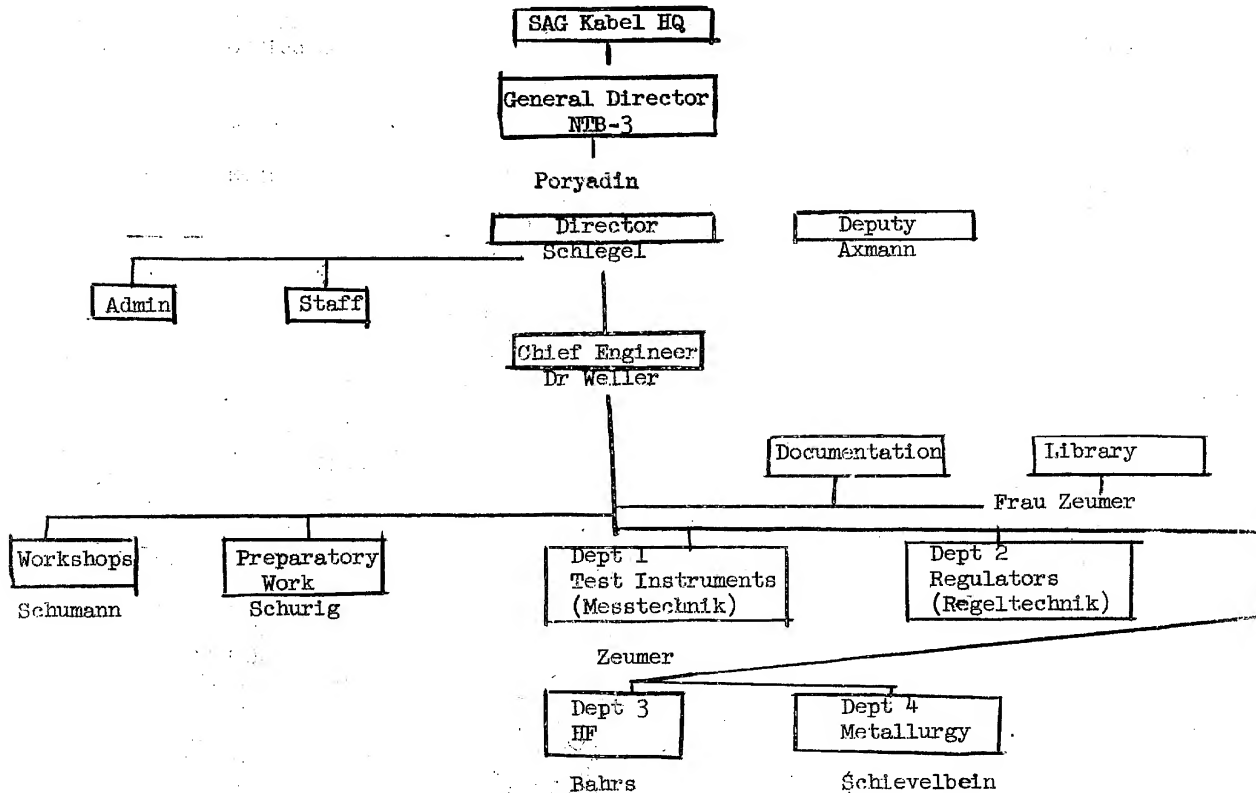 SAG Kabel HQ
General Director
NTB-3
Poryadin
Director
Schlegel
Deputy
Axmann
Admin
Staff
Chief Engineer
Dr Weller
Documentation
Library
Frau Zeumer
Workshops
Schumann
Preparatory
Work
Schurig
Dept 1
Test Instruments
(Messtechnik)
Zeumer
Dept 2
Regulators
(Regeltechnik)
Dept 3
HF
Bahrs
Dept 4
Metallurgy
Schievelbein